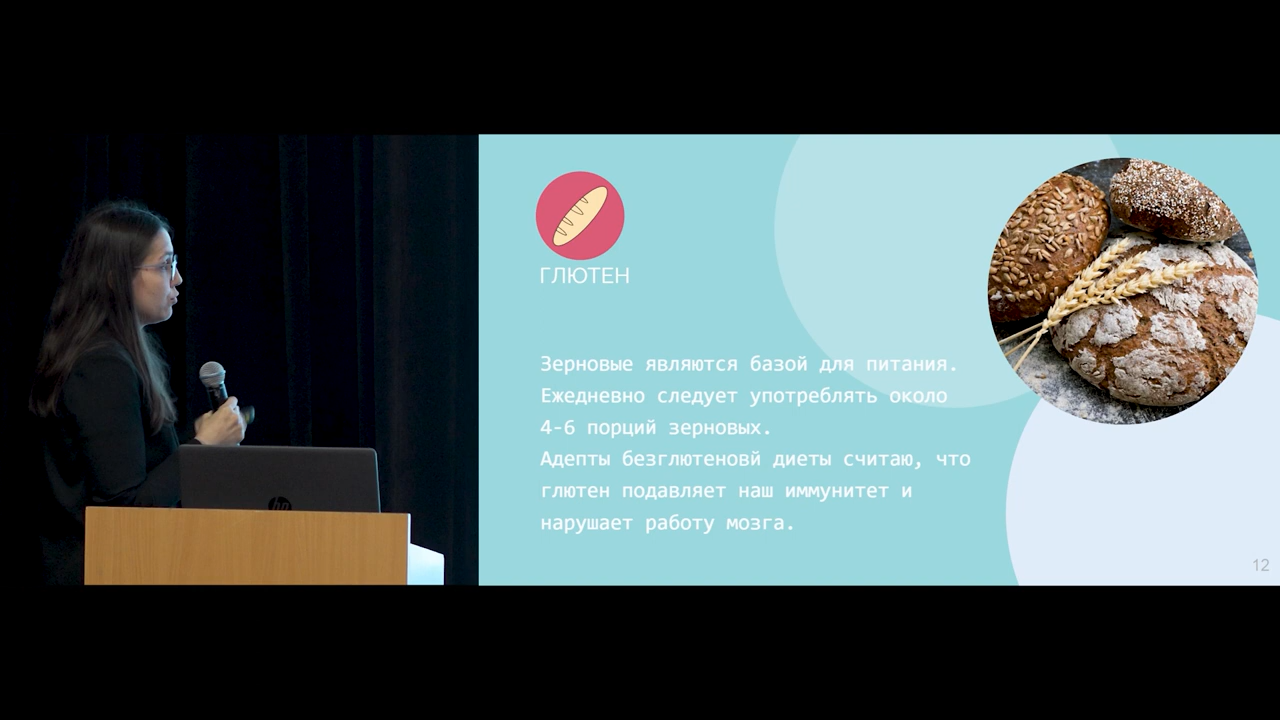 ГЛЮТЕН
Зерновые являются базой для питания.
Ежедневно следует употреблять около
4-6 порций зерновых.
Адепты безглютеновй диеты считаю, что
глютен подавляет наш иммунитет и
нарушает работу мозга.
12
hp